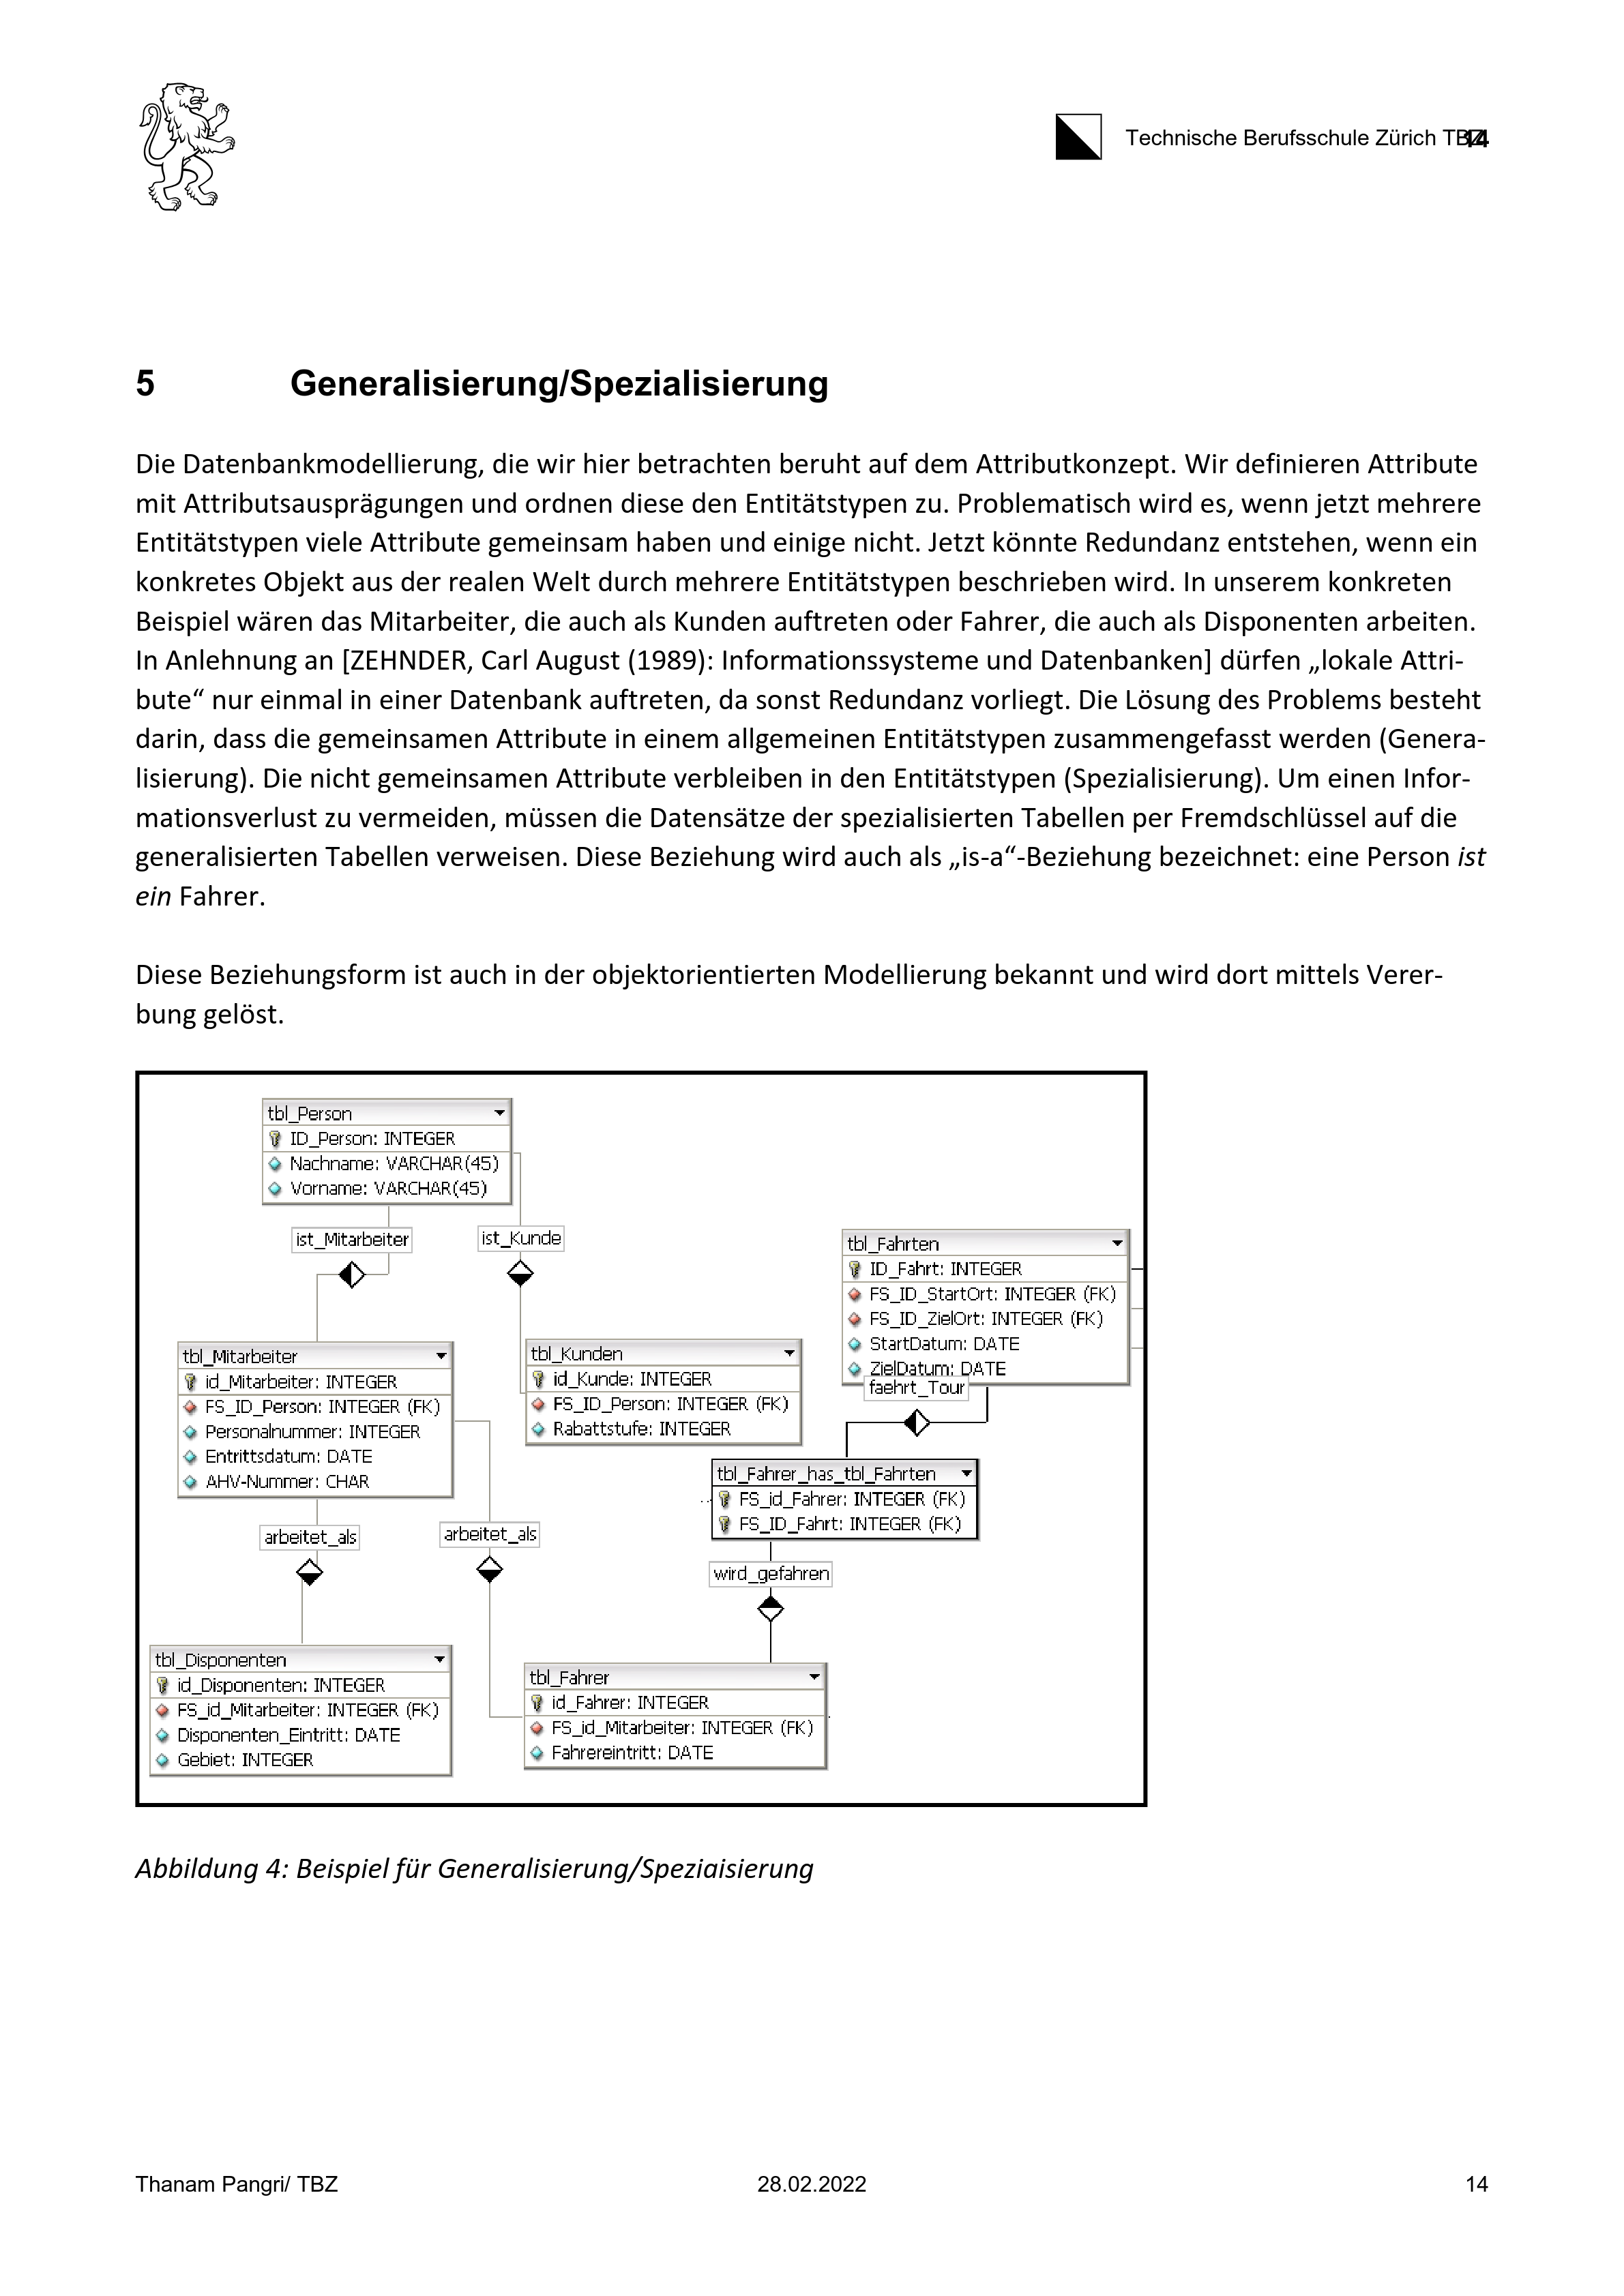 Technische Berufsschule Zürich TBZ
14
5 Generalisierung/Spezialisierung
Die Datenbankmodellierung, die wir hier betrachten beruht auf dem Attributkonzept. Wir definieren Attribute
mit Attributsausprägungen und ordnen diese den Entitätstypen zu. Problematisch wird es, wenn jetzt mehrere
Entitätstypen viele Attribute gemeinsam haben und einige nicht. Jetzt könnte Redundanz entstehen, wenn ein
konkretes Objekt aus der realen Welt durch mehrere Entitätstypen beschrieben wird. In unserem konkreten
Beispiel wären das Mitarbeiter, die auch als Kunden auftreten oder Fahrer, die auch als Disponenten arbeiten.
In Anlehnung an [ZEHNDER, Carl August (1989): Informationssysteme und Datenbanken] dürfen „lokale Attri-
bute“ nur einmal in einer Datenbank auftreten, da sonst Redundanz vorliegt. Die Lösung des Problems besteht
darin, dass die gemeinsamen Attribute in einem allgemeinen Entitätstypen zusammengefasst werden (Genera-
lisierung). Die nicht gemeinsamen Attribute verbleiben in den Entitätstypen (Spezialisierung). Um einen Infor-
mationsverlust zu vermeiden, müssen die Datensätze der spezialisierten Tabellen per Fremdschlüssel auf die
generalisierten Tabellen verweisen. Diese Beziehung wird auch als „is-a“-Beziehung bezeichnet: eine Person ist
ein Fahrer.
Diese Beziehungsform ist auch in der objektorientierten Modellierung bekannt und wird dort mittels Verer-
bung gelöst.
tbl_Person
ID_Person: INTEGER
Nachname: VARCHAR(45)
Vorname: VARCHAR(45)
ist_Mitarbeiter
ist_Kunde
tbl_Fahrten
ID_Fahrt: INTEGER
FS_ID_StartOrt: INTEGER (FK)
FS_ID_ZielOrt: INTEGER (FK)
StartDatum: DATE
ZielDatum: DATE
faehrt_Tour
tbl_Mitarbeiter
id_Mitarbeiter: INTEGER
FS_ID_Person: INTEGER (FK)
Personalnummer: INTEGER
Entrittsdatum: DATE
AHV-Nummer: CHAR
tbl_Kunden
id_Kunde: INTEGER
FS_ID_Person: INTEGER (FK)
Rabattstufe: INTEGER
tbl_Fahrer_has_tbl_Fahrten
FS_id_Fahrer: INTEGER (FK)
FS_ID_Fahrt: INTEGER (FK)
arbeitet_als
arbeitet_als
wird_gefahren
tbl_Disponenten
id_Disponenten: INTEGER
FS_id_Mitarbeiter: INTEGER (FK)
Disponenten_Eintritt: DATE
Gebiet: INTEGER
tbl_Fahrer
id_Fahrer: INTEGER
FS_id_Mitarbeiter: INTEGER (FK)
Fahrereintritt: DATE
Abbildung 4: Beispiel für Generalisierung/Speziaisierung
Thanam Pangri/ TBZ 28.02.2022 14